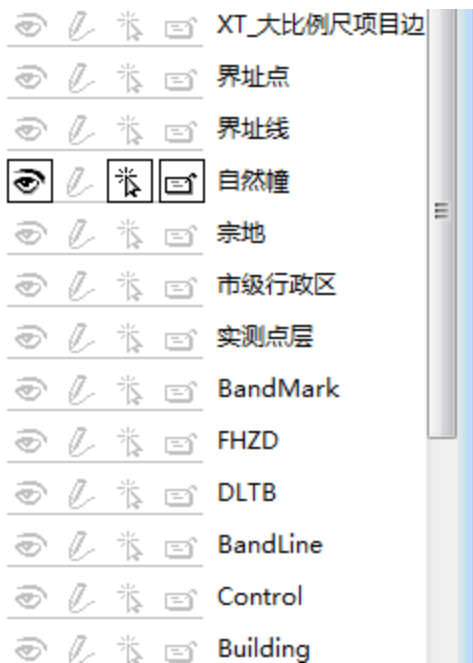 XT_大比例尺项目边
界址点
界址线
自然幢
宗地
市级行政区
实测点层
BandMark
FHZD
DLTB
BandLine
Control
Building